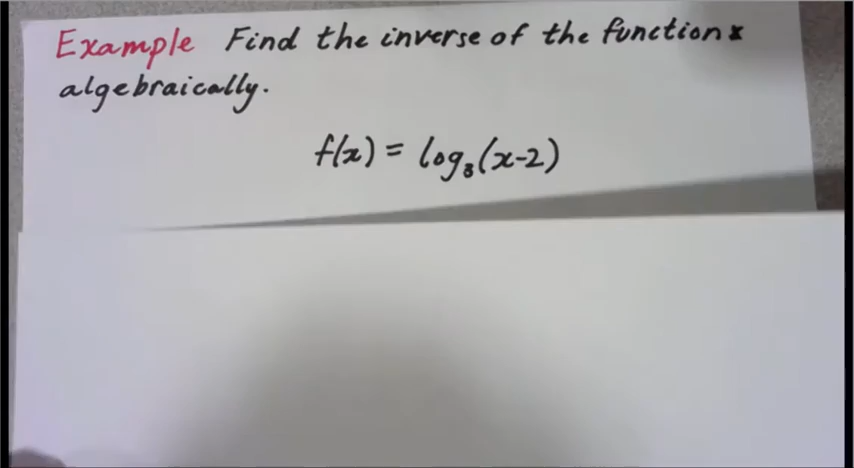 Example Find the inverse of the function
algebraically.
f(x) = log₃(x-2)